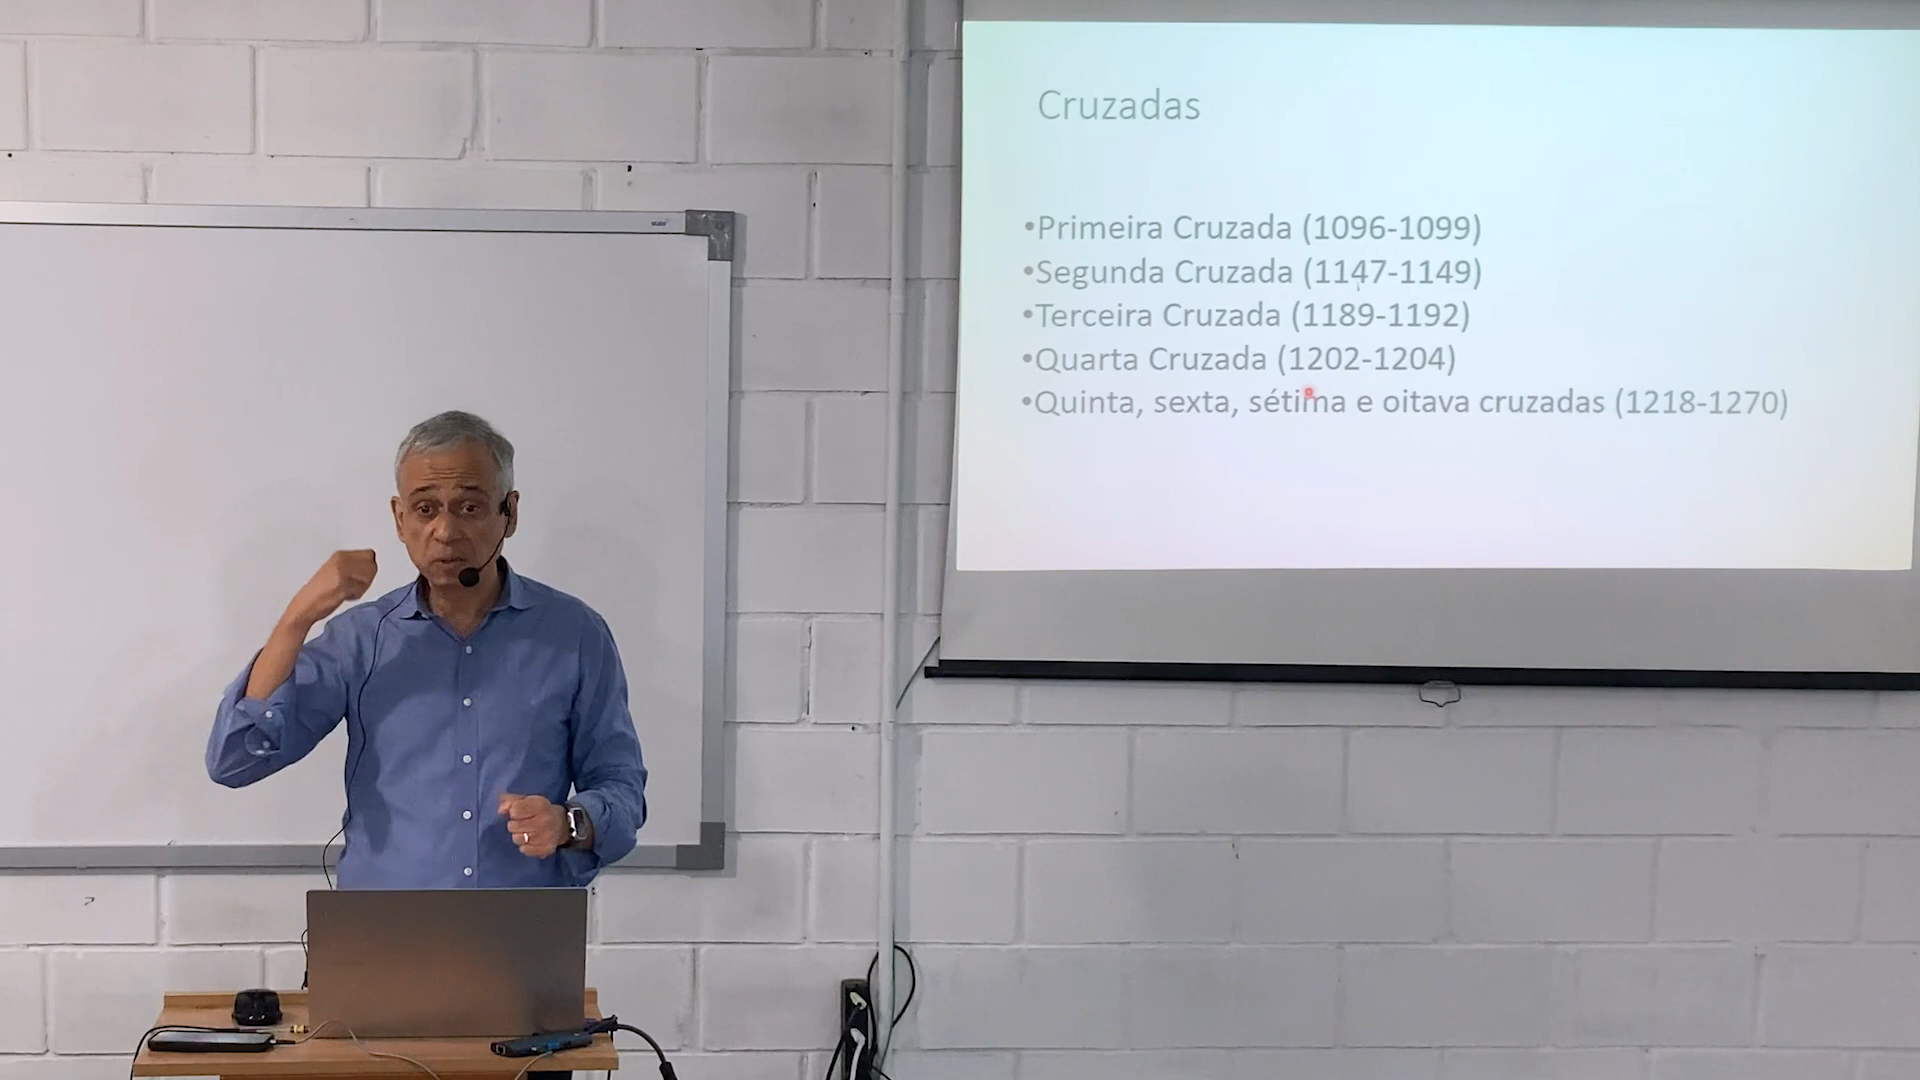 Cruzadas
•Primeira Cruzada (1096-1099)
•Segunda Cruzada (1147-1149)
•Terceira Cruzada (1189-1192)
•Quarta Cruzada (1202-1204)
•Quinta, sexta, sétima e oitava cruzadas (1218-1270)